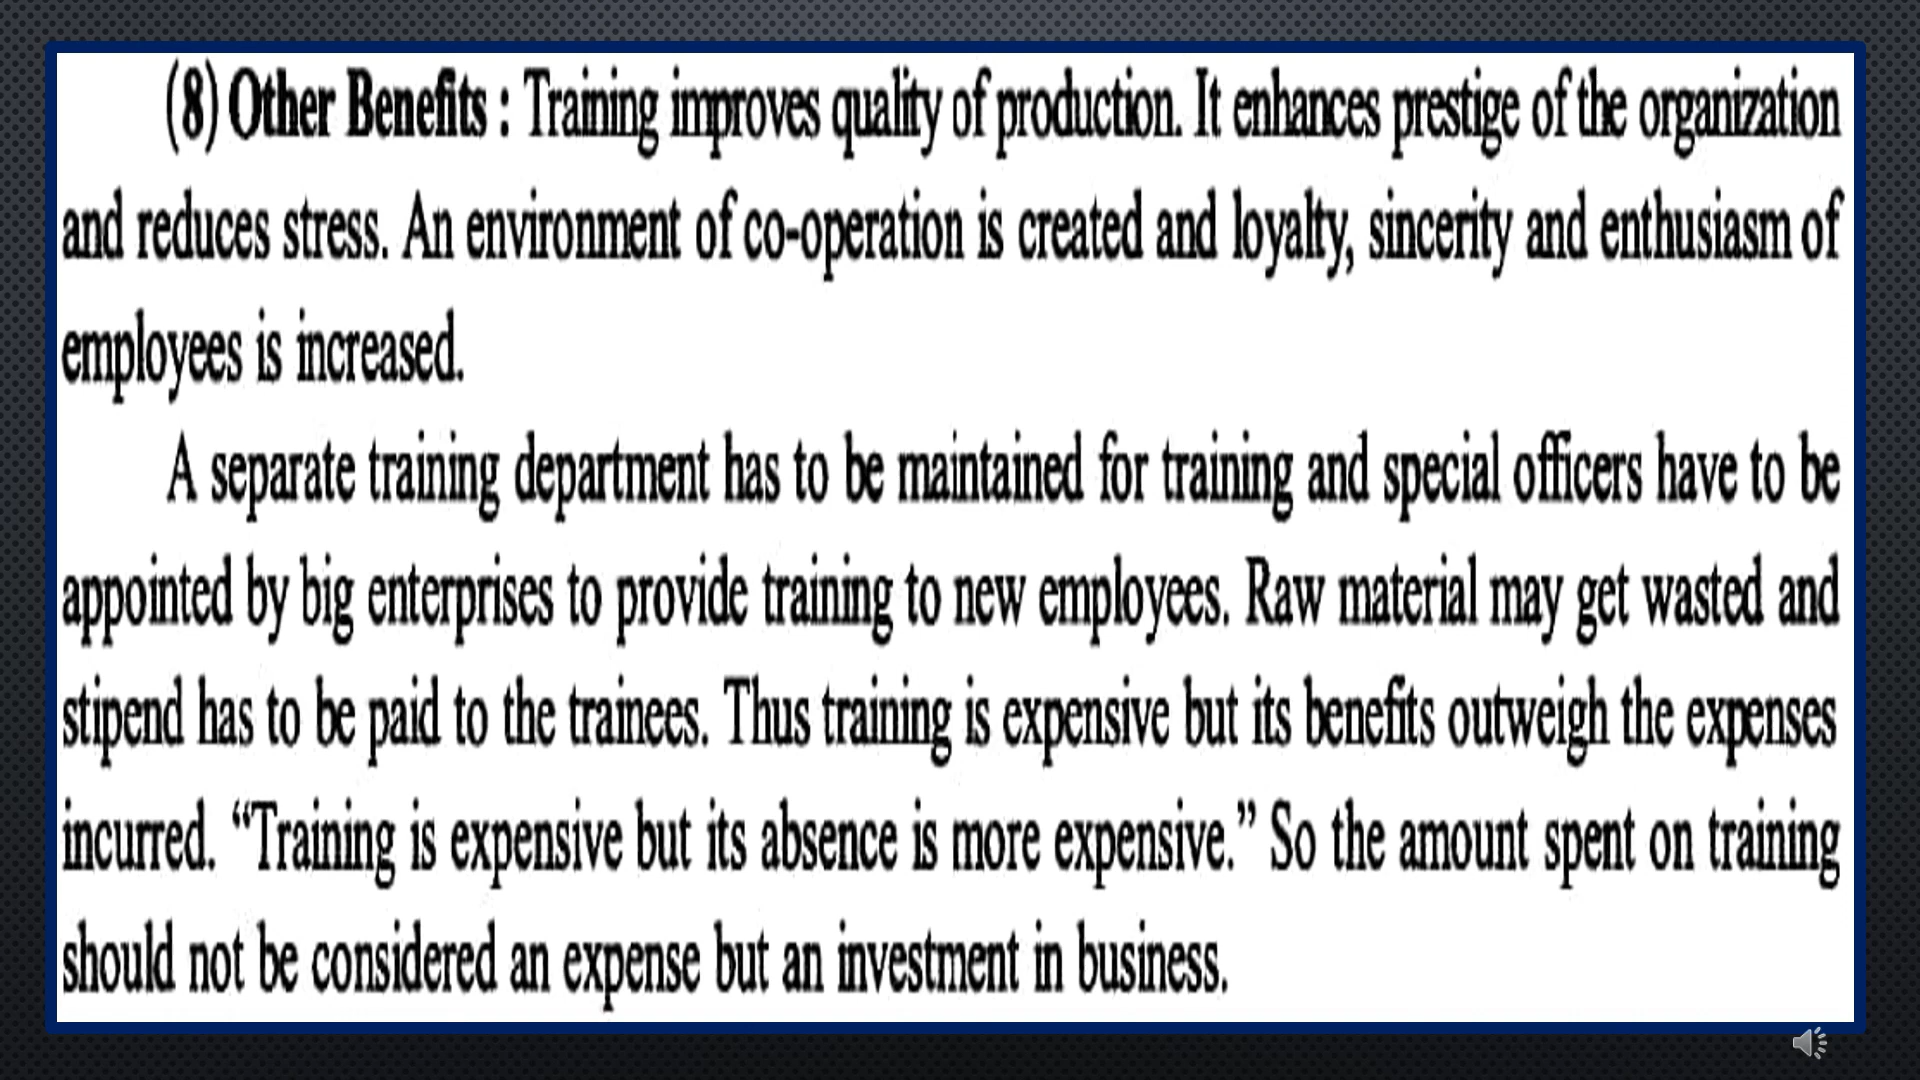 (8) Other Benefits : Training improves quality of production. It enhances prestige of the organization
and reduces stress. An environment of co-operation is created and loyalty, sincerity and enthusiasm of
employees is increased.
A separate training department has to be maintained for training and special officers have to be
appointed by big enterprises to provide training to new employees. Raw material may get wasted and
stipend has to be paid to the trainees. Thus training is expensive but its benefits outweigh the expenses
incurred. “Training is expensive but its absence is more expensive.” So the amount spent on training
should not be considered an expense but an investment in business.